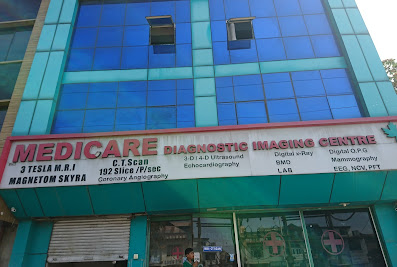 MEDICARE DIAGNOSTIC IMAGING CENTRE
3 TESLA M.R.I
MAGNETOM SKYRA
C.T.Scan
192 Slice /P/sec
Coronary Angiography
3-D I 4-D Ultrasound
Echocardiography
Digital x-Ray
BMD
LAB
Digital O.P.G
Mammography
EEG, NCV, PFT